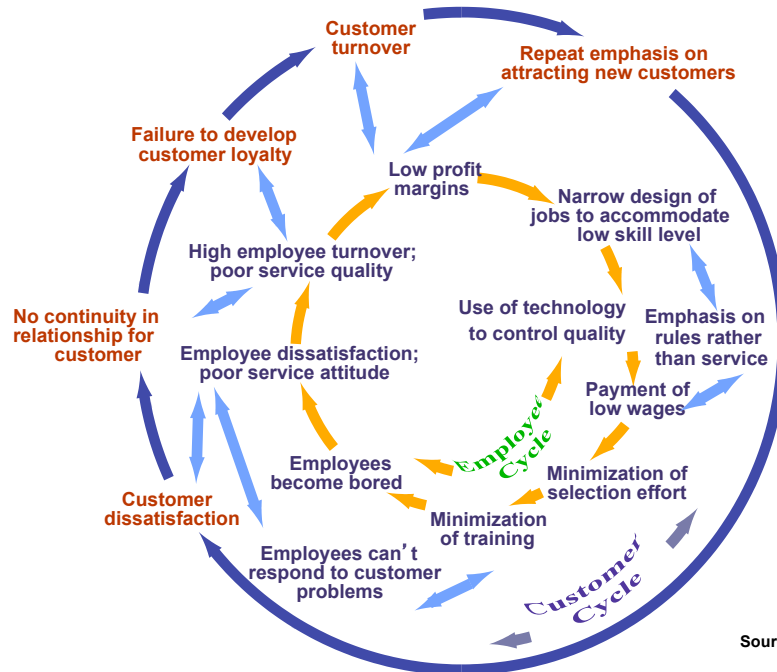 Customer
turnover
Repeat emphasis on
attracting new customers
Failure to develop
customer loyalty
Low profit
margins
Narrow design of
jobs to accommodate
low skill level
High employee turnover;
poor service quality
No continuity in
relationship for
customer
Use of technology
to control quality
Emphasis on
rules rather
than service
Employee dissatisfaction;
poor service attitude
Payment of
low wages
Employees
become bored
Cycle
Minimization of
selection effort
Customer
dissatisfaction
Minimization
of training
Employees can’t
respond to customer
problems
Customer
Cycle
Sour